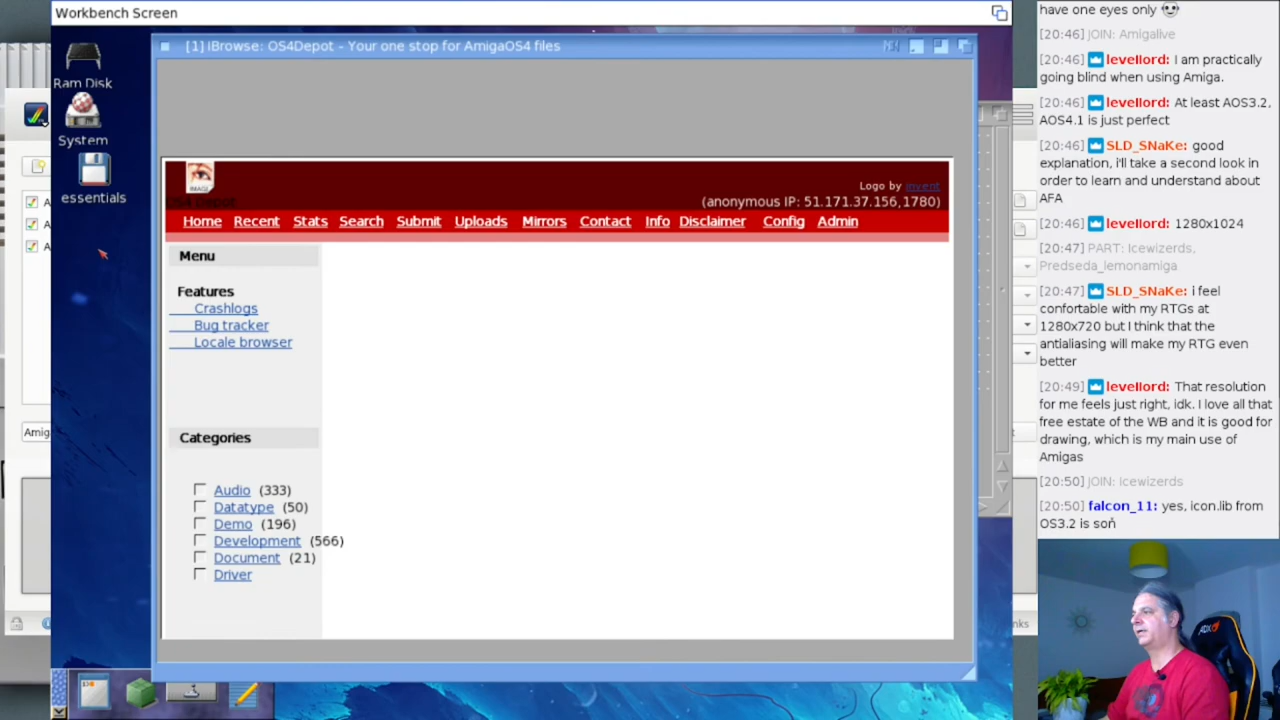 Workbench Screen
[1] iBrowse: OS4Depot - Your one stop for AmigaOS4 files
Ram Disk
System
essentials
IMAGE
OS4 Depot
Logo by invent
(anonymous IP: 51.171.37.156,1780)
Home Recent Stats Search Submit Uploads Mirrors Contact Info Disclaimer Config Admin
Menu
Features
Crashlogs
Bug tracker
Locale browser
Categories
Audio (333)
Datatype (50)
Demo (196)
Development (566)
Document (21)
Driver
A
A
A
Amig
nks
have one eyes only
[20:46] JOIN: Amigalive
[20:46] levellord: I am practically
going blind when using Amiga.
[20:46] levellord: At least AOS3.2,
AOS4.1 is just perfect
[20:46] SLD_SNaKe: good
explanation, i'll take a second look in
order to learn and understand about
AFA
[20:46] levellord: 1280x1024
[20:47] PART: Icewizerds,
Predseda_lemonamiga
[20:47] SLD_SNaKe: i feel
confortable with my RTGs at
1280x720 but I think that the
antialiasing will make my RTG even
better
[20:49] levellord: That resolution
for me feels just right, idk. I love all that
free estate of the WB and it is good for
drawing, which is my main use of
Amigas
[20:50] JOIN: Icewizerds
[20:50] falcon_11: yes, icon.lib from
OS3.2 is soń